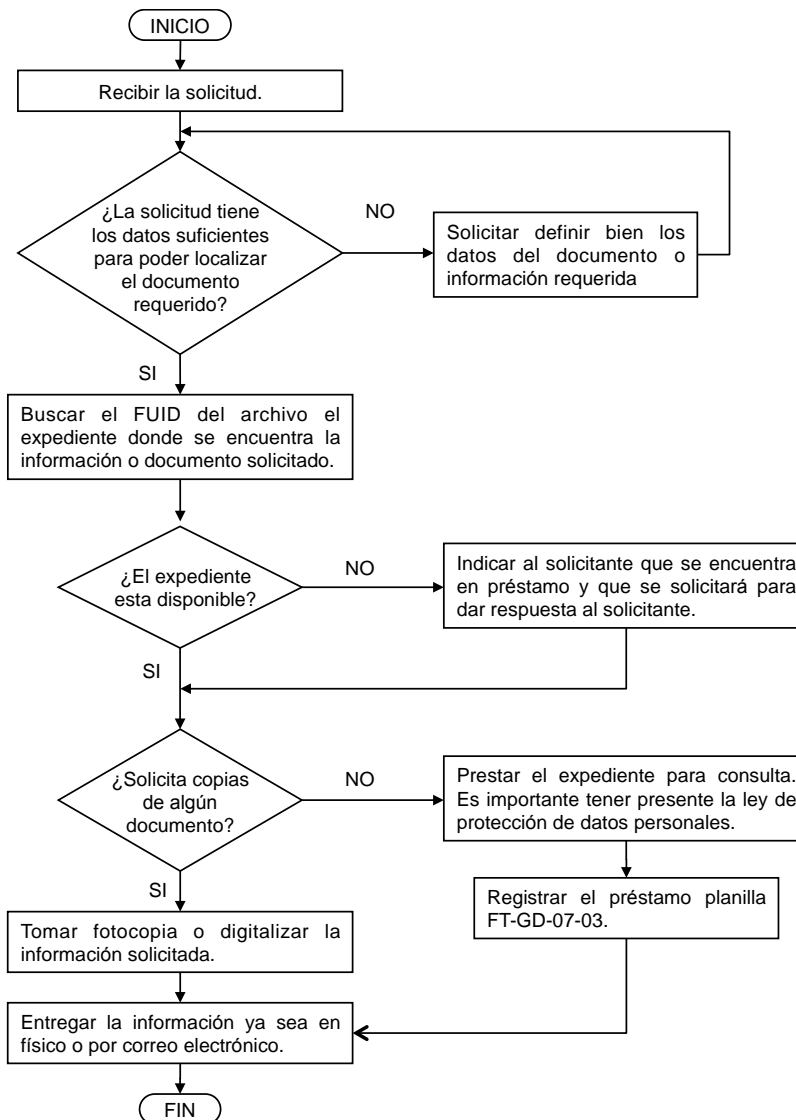 INICIO
Recibir la solicitud.
¿La solicitud tiene
los datos suficientes
para poder localizar
el documento
requerido?
NO
Solicitar definir bien los
datos del documento o
información requerida
SI
Buscar el FUID del archivo el
expediente donde se encuentra la
información o documento solicitado.
¿El expediente
esta disponible?
NO
Indicar al solicitante que se encuentra
en préstamo y que se solicitará para
dar respuesta al solicitante.
SI
¿Solicita copias
de algún
documento?
NO
Prestar el expediente para consulta.
Es importante tener presente la ley de
protección de datos personales.
SI
Registrar el préstamo planilla
FT-GD-07-03.
Tomar fotocopia o digitalizar la
información solicitada.
Entregar la información ya sea en
físico o por correo electrónico.
FIN